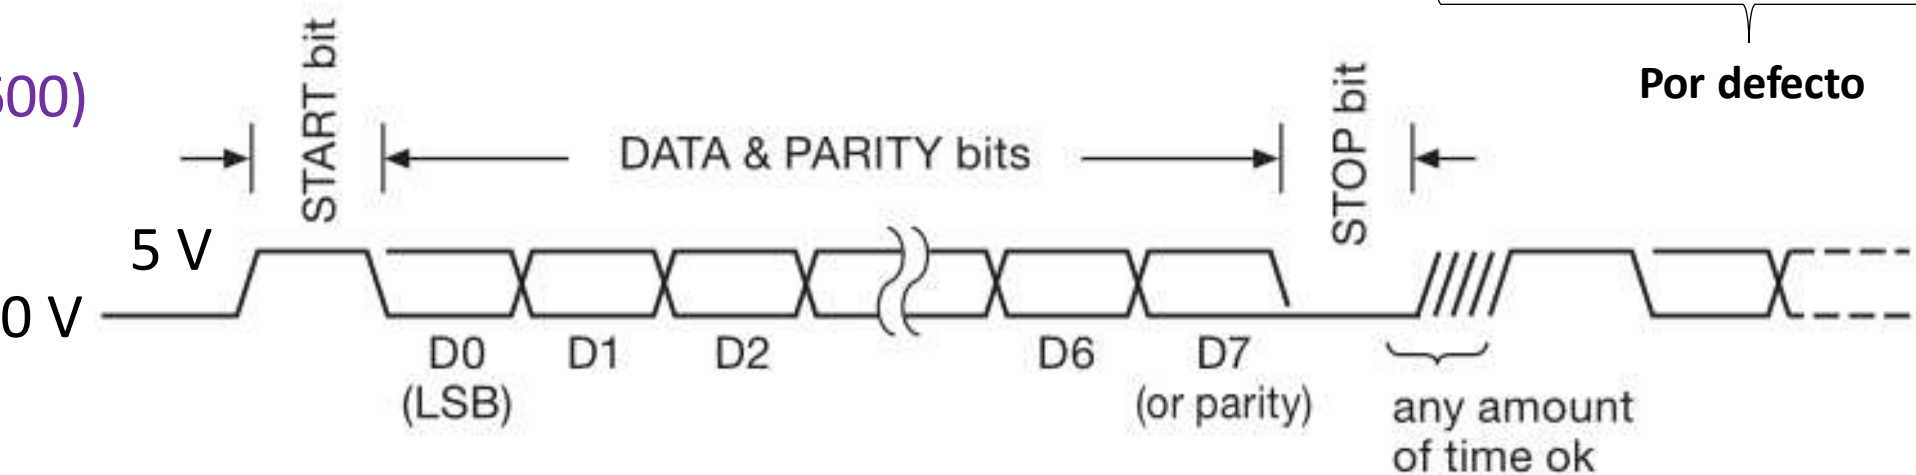 600)
Por defecto
START bit
DATA & PARITY bits
STOP bit
5 V
0 V
D0
(LSB)
D1
D2
D6
D7
(or parity)
any amount
of time ok